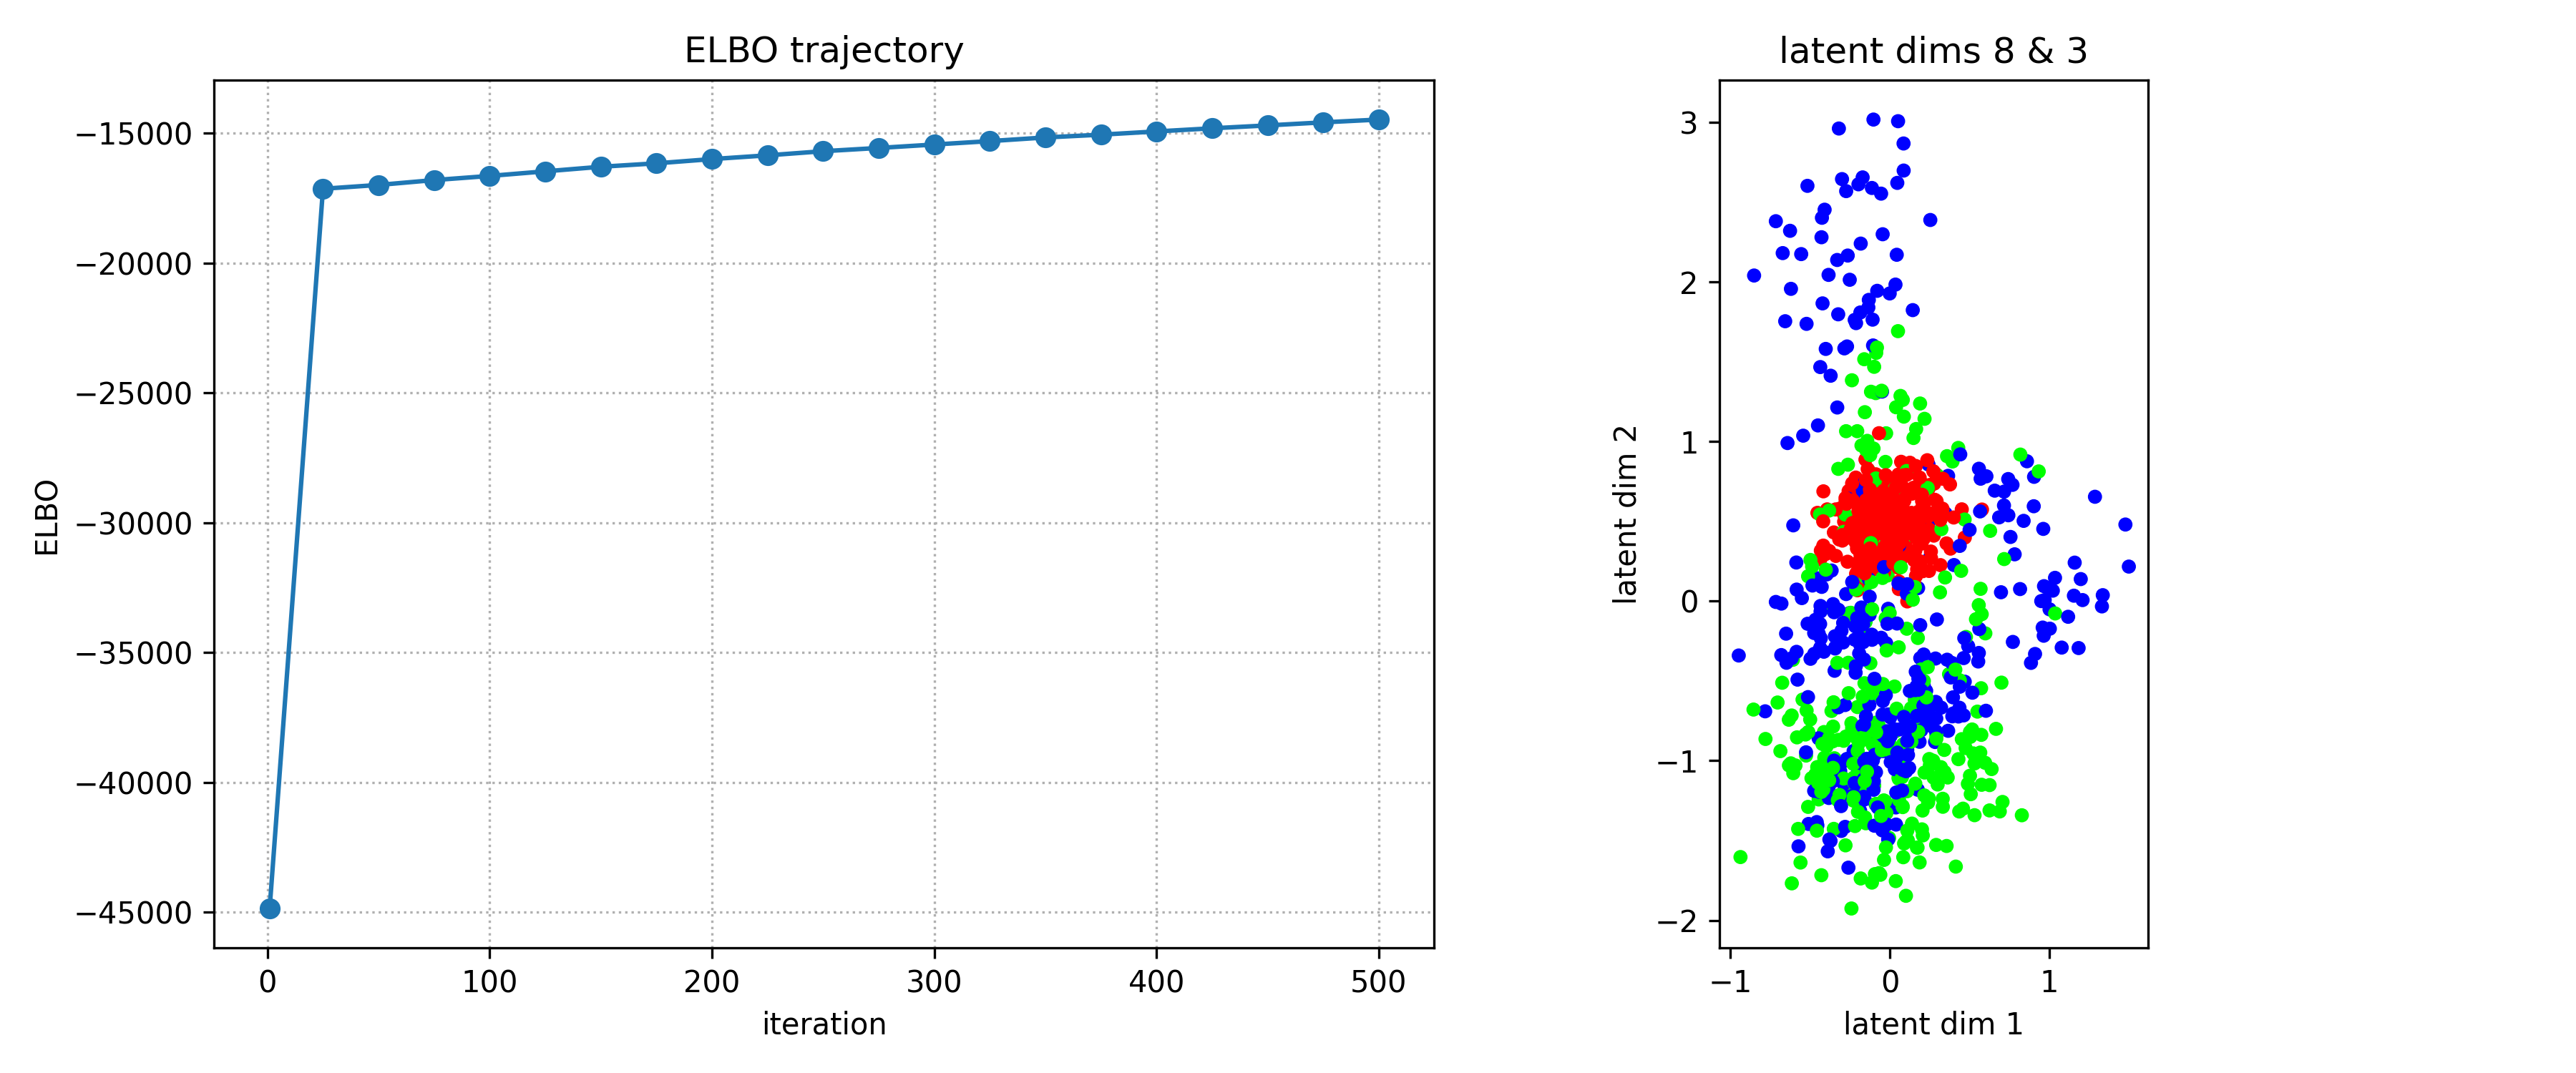 ELBO trajectory
−15000
−20000
−25000
−30000
−35000
−40000
−45000
ELBO
0 100 200 300 400 500
iteration
latent dims 8 & 3
3
2
1
0
−1
−2
latent dim 2
−1 0 1
latent dim 1